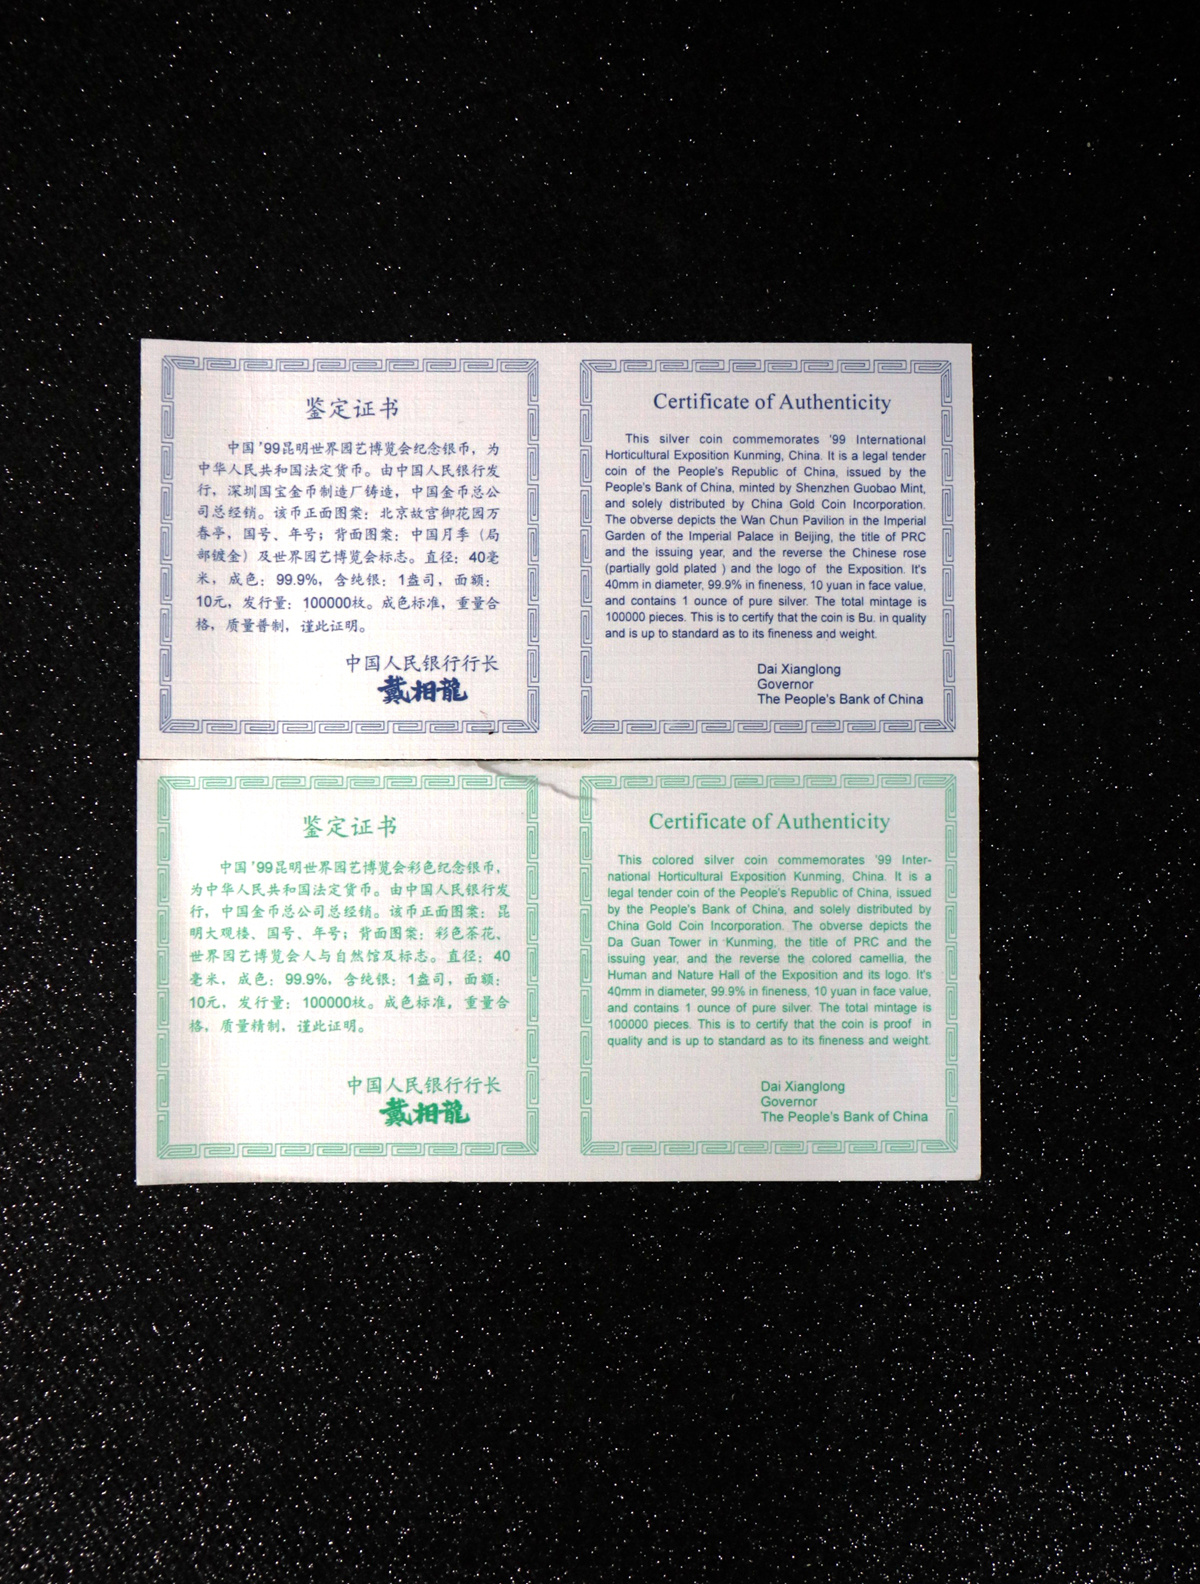 鉴定证书
中国'99昆明世界园艺博览会纪念银币，为
中华人民共和国法定货币。由中国人民银行发
行，深圳国宝金币制造厂铸造，中国金币总公
司总经销。该币正面图案：北京故宫御花园万
春亭，国号、年号；背面图案：中国月季（局
部镀金）及世界园艺博览会标志。直径：40毫
米，成色：99.9%，含纯银：1盎司，面额：
10元，发行量：100000枚。成色标准，重量合
格，质量普制，谨此证明。
中国人民银行行长
戴相龍
Certificate of Authenticity
This silver coin commemorates '99 International
Horticultural Exposition Kunming, China. It is a legal tender
coin of the People's Republic of China, issued by the
People's Bank of China, minted by Shenzhen Guobao Mint,
and solely distributed by China Gold Coin Incorporation.
The obverse depicts the Wan Chun Pavilion in the Imperial
Garden of the Imperial Palace in Beijing, the title of PRC
and the issuing year, and the reverse the Chinese rose
(partially gold plated ) and the logo of the Exposition. It's
40mm in diameter, 99.9% in fineness, 10 yuan in face value,
and contains 1 ounce of pure silver. The total mintage is
100000 pieces. This is to certify that the coin is Bu. in quality
and is up to standard as to its fineness and weight.
Dai Xianglong
Governor
The People's Bank of China
鉴定证书
中国'99昆明世界园艺博览会彩色纪念银币，
为中华人民共和国法定货币。由中国人民银行发
行，中国金币总公司总经销。该币正面图案：昆
明大观楼、国号、年号；背面图案：彩色茶花、
世界园艺博览会人与自然馆及标志。直径：40
毫米，成色：99.9%，含纯银：1盎司，面额：
10元，发行量：100000枚。成色标准，重量合
格，质量精制，谨此证明。
中国人民银行行长
戴相龍
Certificate of Authenticity
This colored silver coin commemorates '99 Inter-
national Horticultural Exposition Kunming, China. It is a
legal tender coin of the People's Republic of China, issued
by the People's Bank of China, and solely distributed by
China Gold Coin Incorporation. The obverse depicts the
Da Guan Tower in Kunming, the title of PRC and the
issuing year, and the reverse the colored camellia, the
Human and Nature Hall of the Exposition and its logo. It's
40mm in diameter, 99.9% in fineness, 10 yuan in face value,
and contains 1 ounce of pure silver. The total mintage is
100000 pieces. This is to certify that the coin is proof in
quality and is up to standard as to its fineness and weight.
Dai Xianglong
Governor
The People's Bank of China